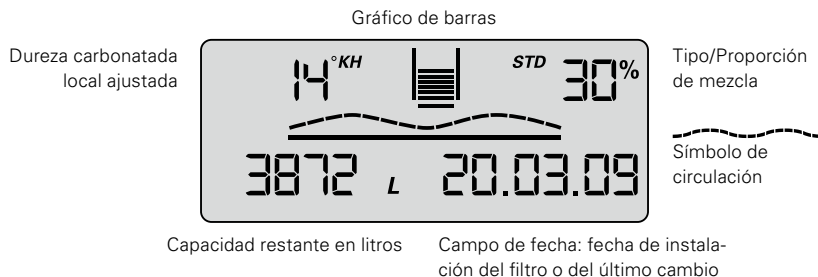 Gráfico de barras
Dureza carbonatada
local ajustada
14 °KH
STD 30%
Tipo/Proporción
de mezcla
3872 L 20.03.09
Símbolo de
circulación
Capacidad restante en litros
Campo de fecha: fecha de instala-
ción del filtro o del último cambio